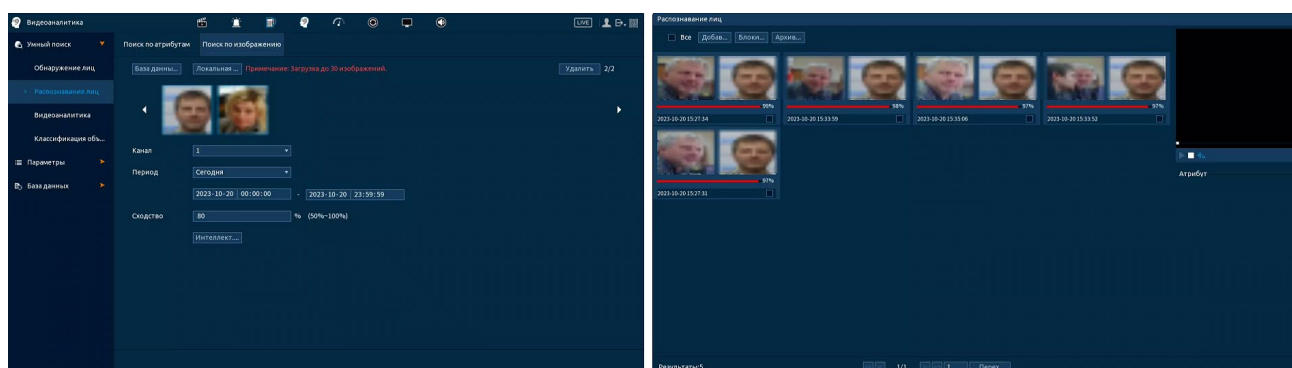 Видеоаналитика
LIVE
Умный поиск
Обнаружение лиц
Распознавание лиц
Видеоаналитика
Классификация объ...
Параметры
База данных
Поиск по атрибутам Поиск по изображению
База данны... Локальная ... Примечание: Загрузка до 30 изображений. Удалить 2/2
Канал 1
Период Сегодня
2023-10-20 00:00:00 - 2023-10-20 23:59:59
Сходство 80 % (50%~100%)
Интеллект....
Распознавание лиц
Все Добав... Блоки... Архив...
99% 98% 97% 97%
2023-10-20 15:27:34 2023-10-20 15:33:59 2023-10-20 15:35:06 2023-10-20 15:33:52
97%
2023-10-20 15:27:31
Атрибут
Результаты:5 1/1 1 Перех...